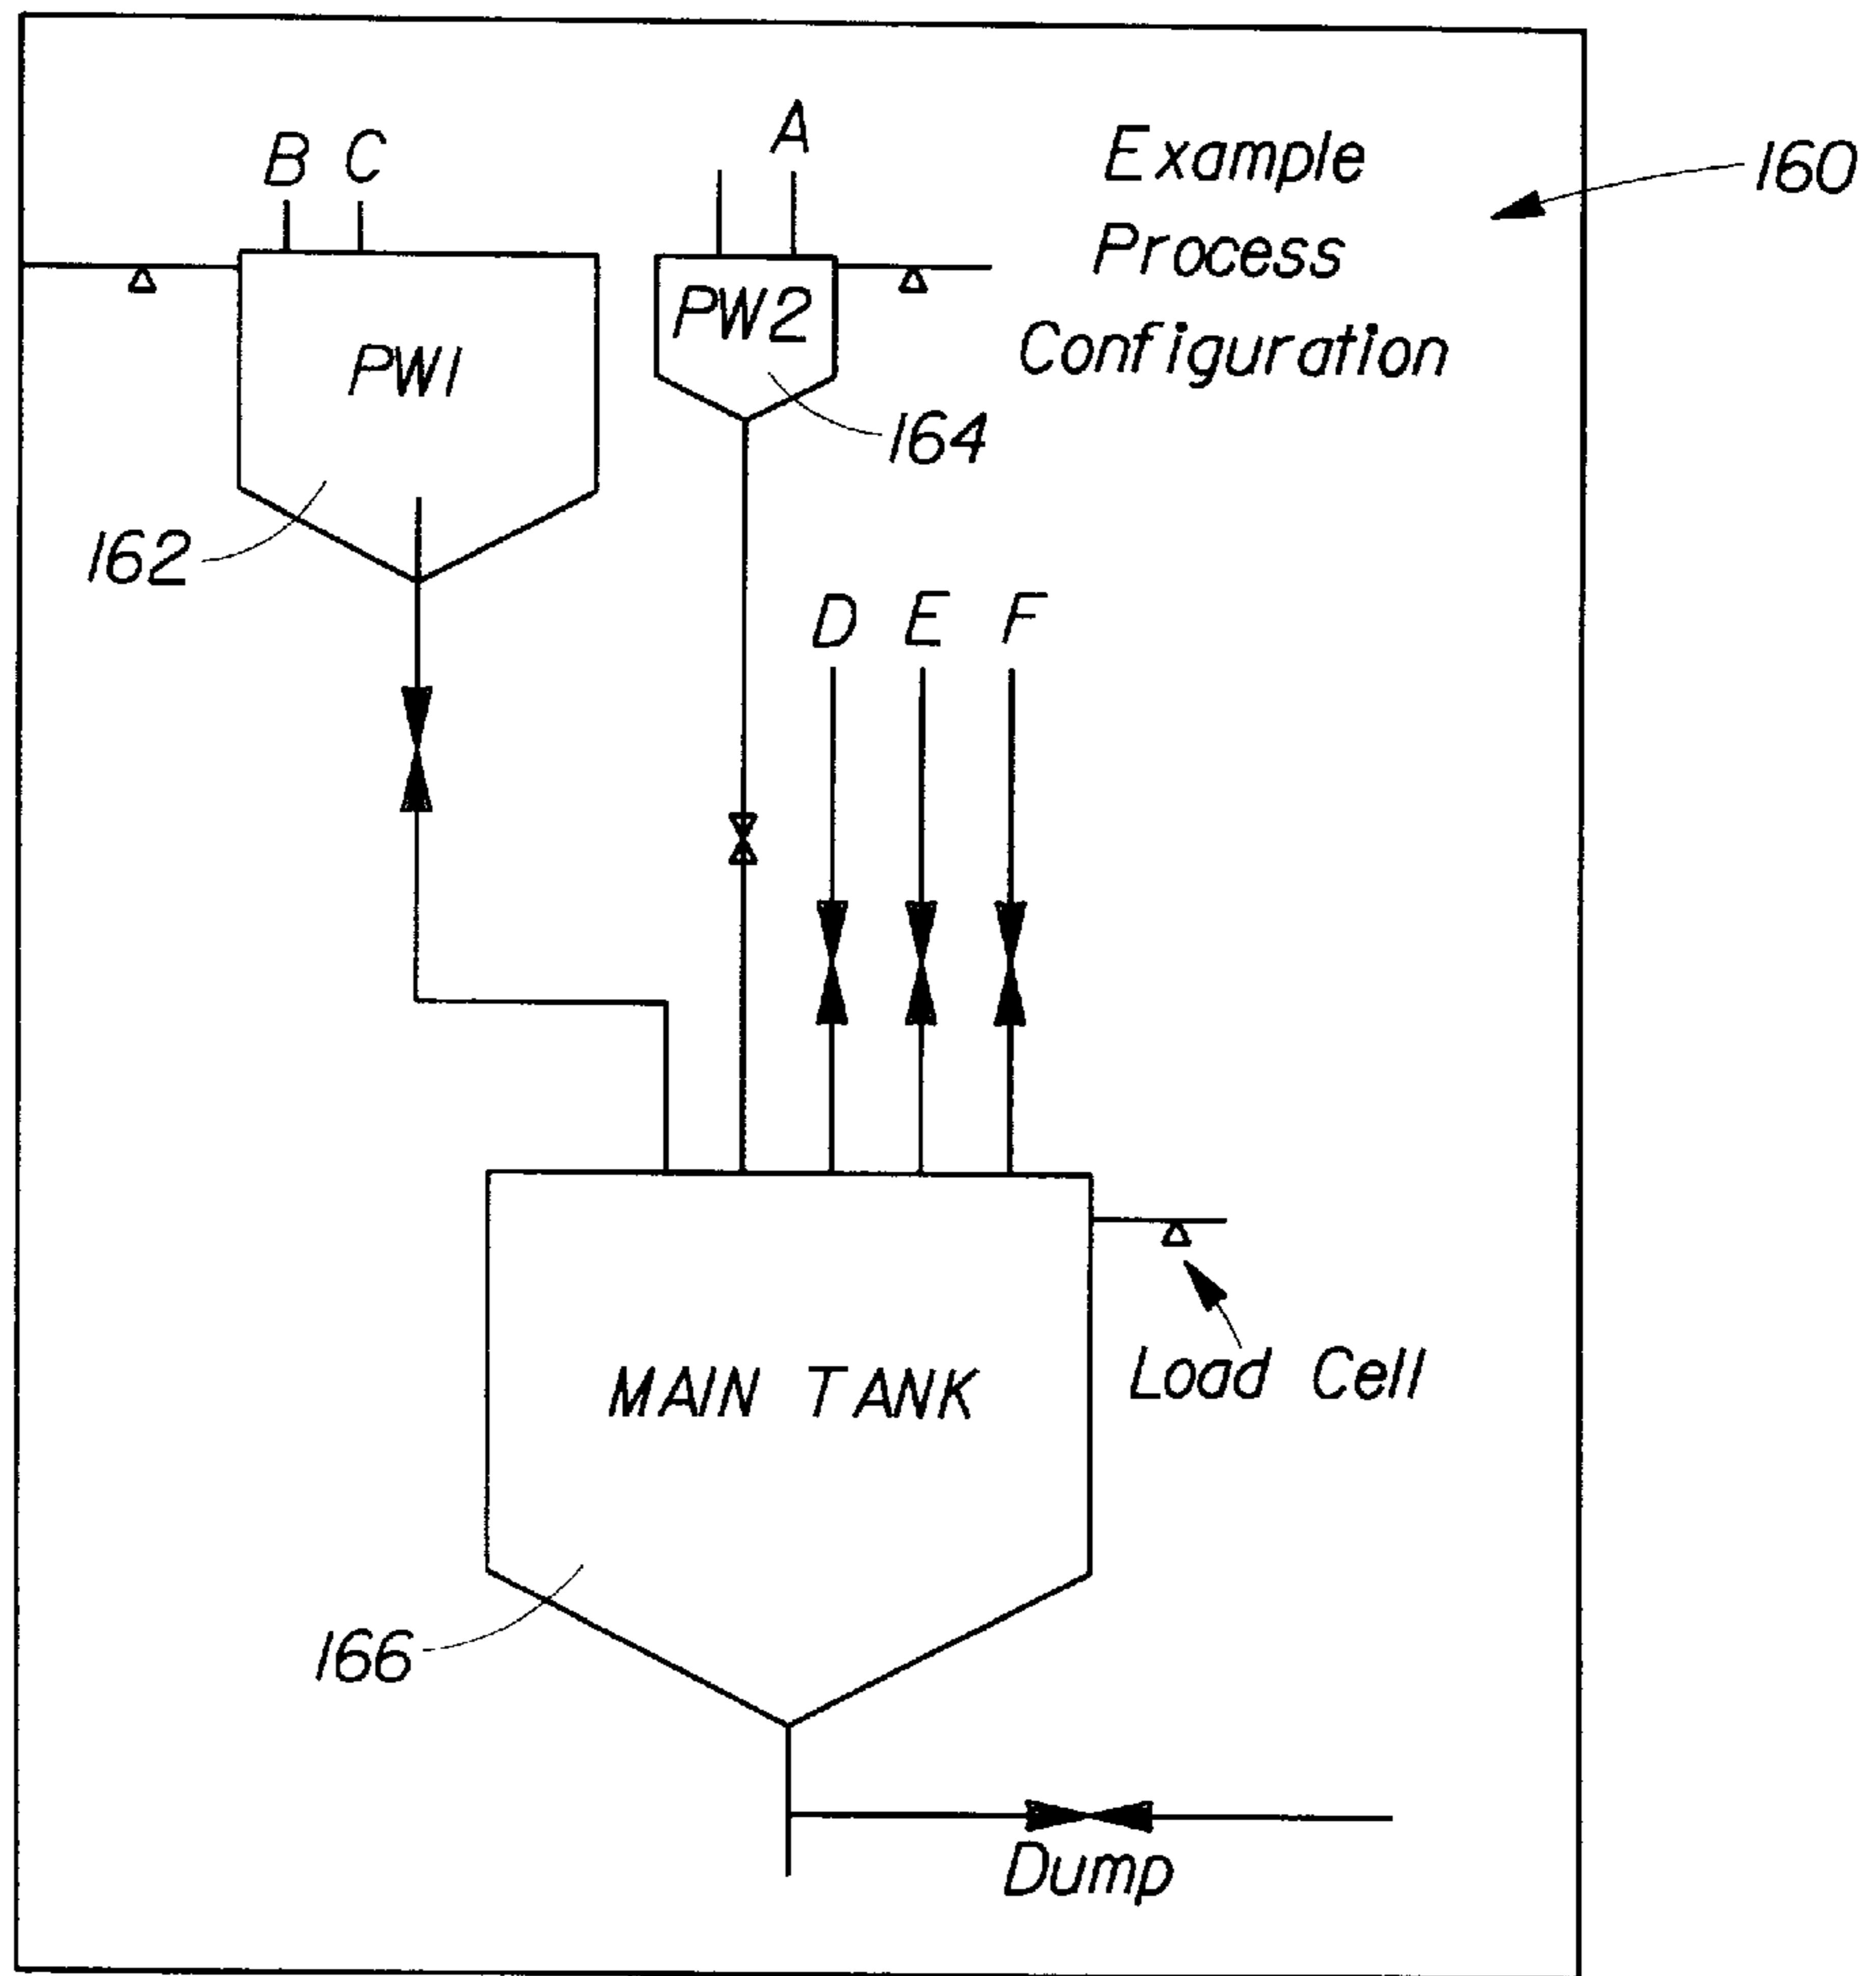 B C
A
Example
Process
Configuration
160
PW1
PW2
164
162
D E F
MAIN TANK
Load Cell
166
Dump